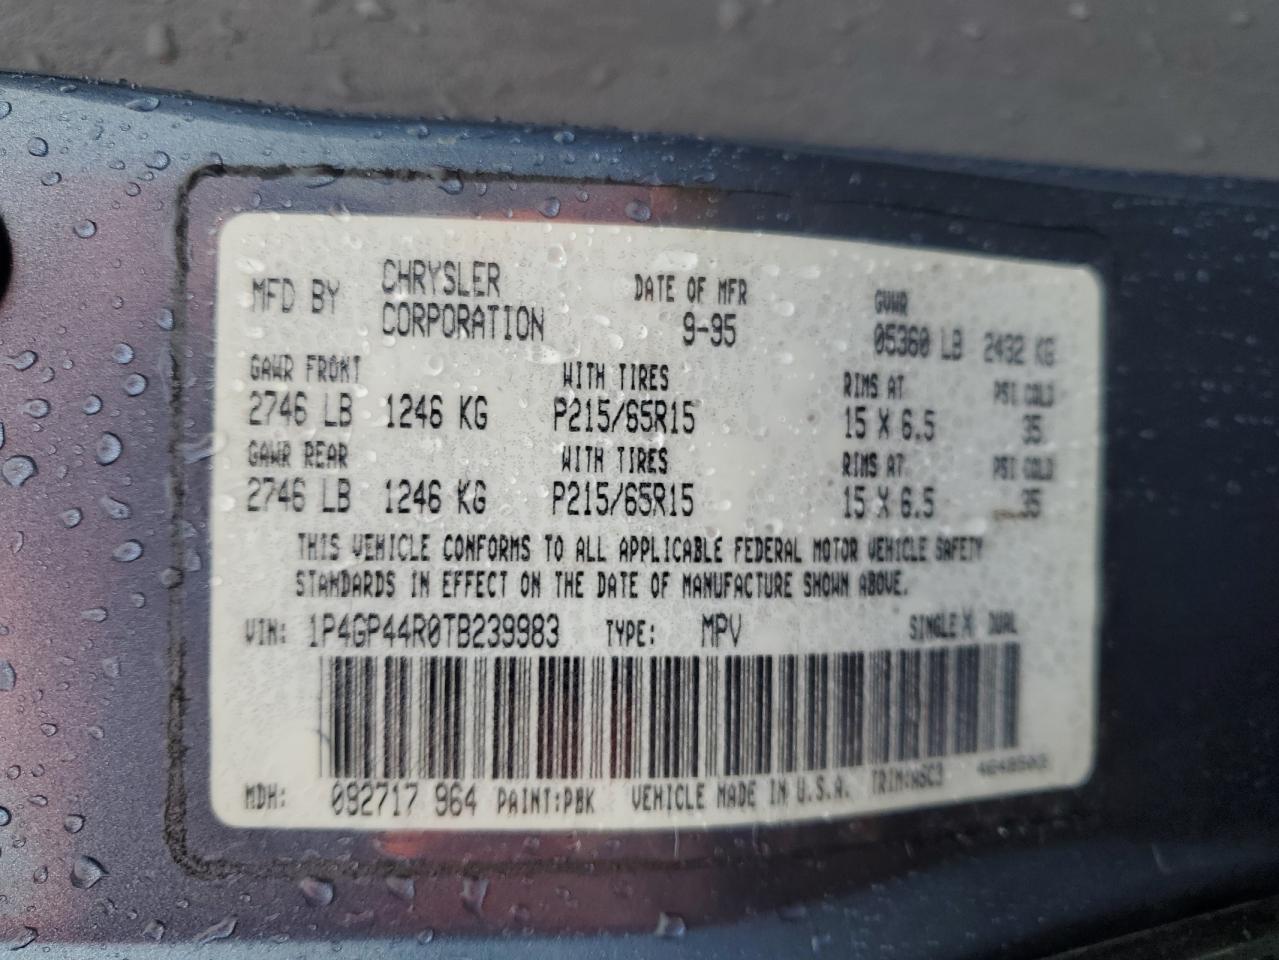 MFD BY CHRYSLER CORPORATION DATE OF MFR 9-95 GVWR 05360 LB 2432 KG
GAWR FRONT WITH TIRES RIMS AT PSI COLD
2746 LB 1246 KG P215/65R15 15 X 6.5 35
GAWR REAR WITH TIRES RIMS AT PSI COLD
2746 LB 1246 KG P215/65R15 15 X 6.5 35
THIS VEHICLE CONFORMS TO ALL APPLICABLE FEDERAL MOTOR VEHICLE SAFETY
STANDARDS IN EFFECT ON THE DATE OF MANUFACTURE SHOWN ABOVE.
VIN: 1P4GP44R0TB239983 TYPE: MPV SINGLE X DUAL
MDH: 092717 964 PAINT:PBK VEHICLE MADE IN U.S.A.